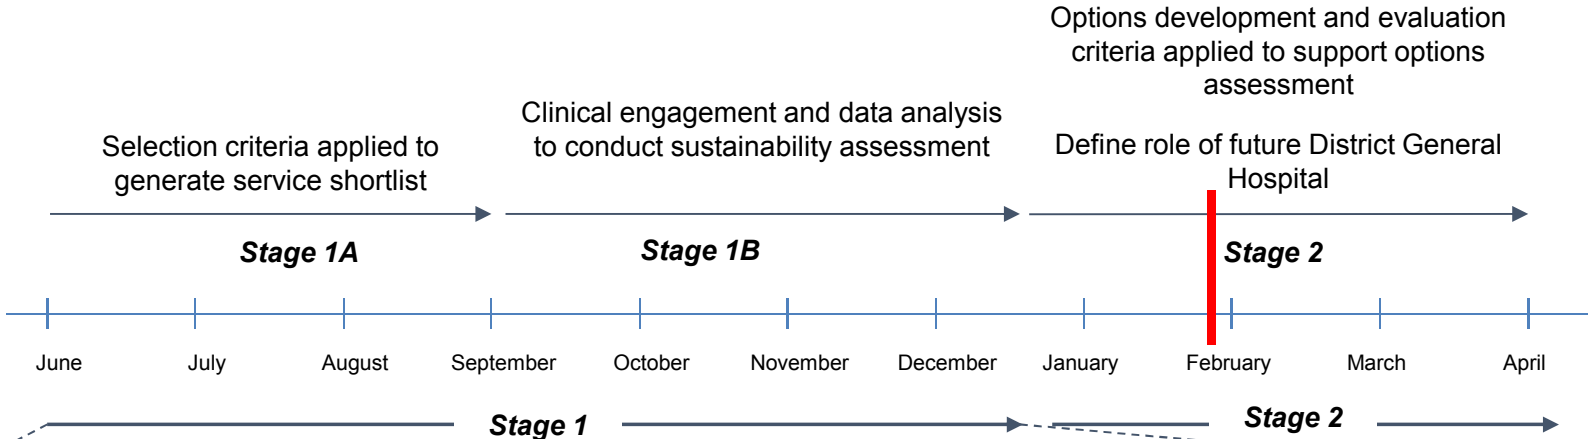 Selection criteria applied to
generate service shortlist
Clinical engagement and data analysis
to conduct sustainability assessment
Options development and evaluation
criteria applied to support options
assessment
Define role of future District General
Hospital
Stage 1A
Stage 1B
Stage 2
June
July
August
September
October
November
December
January
February
March
April
Stage 1
Stage 2